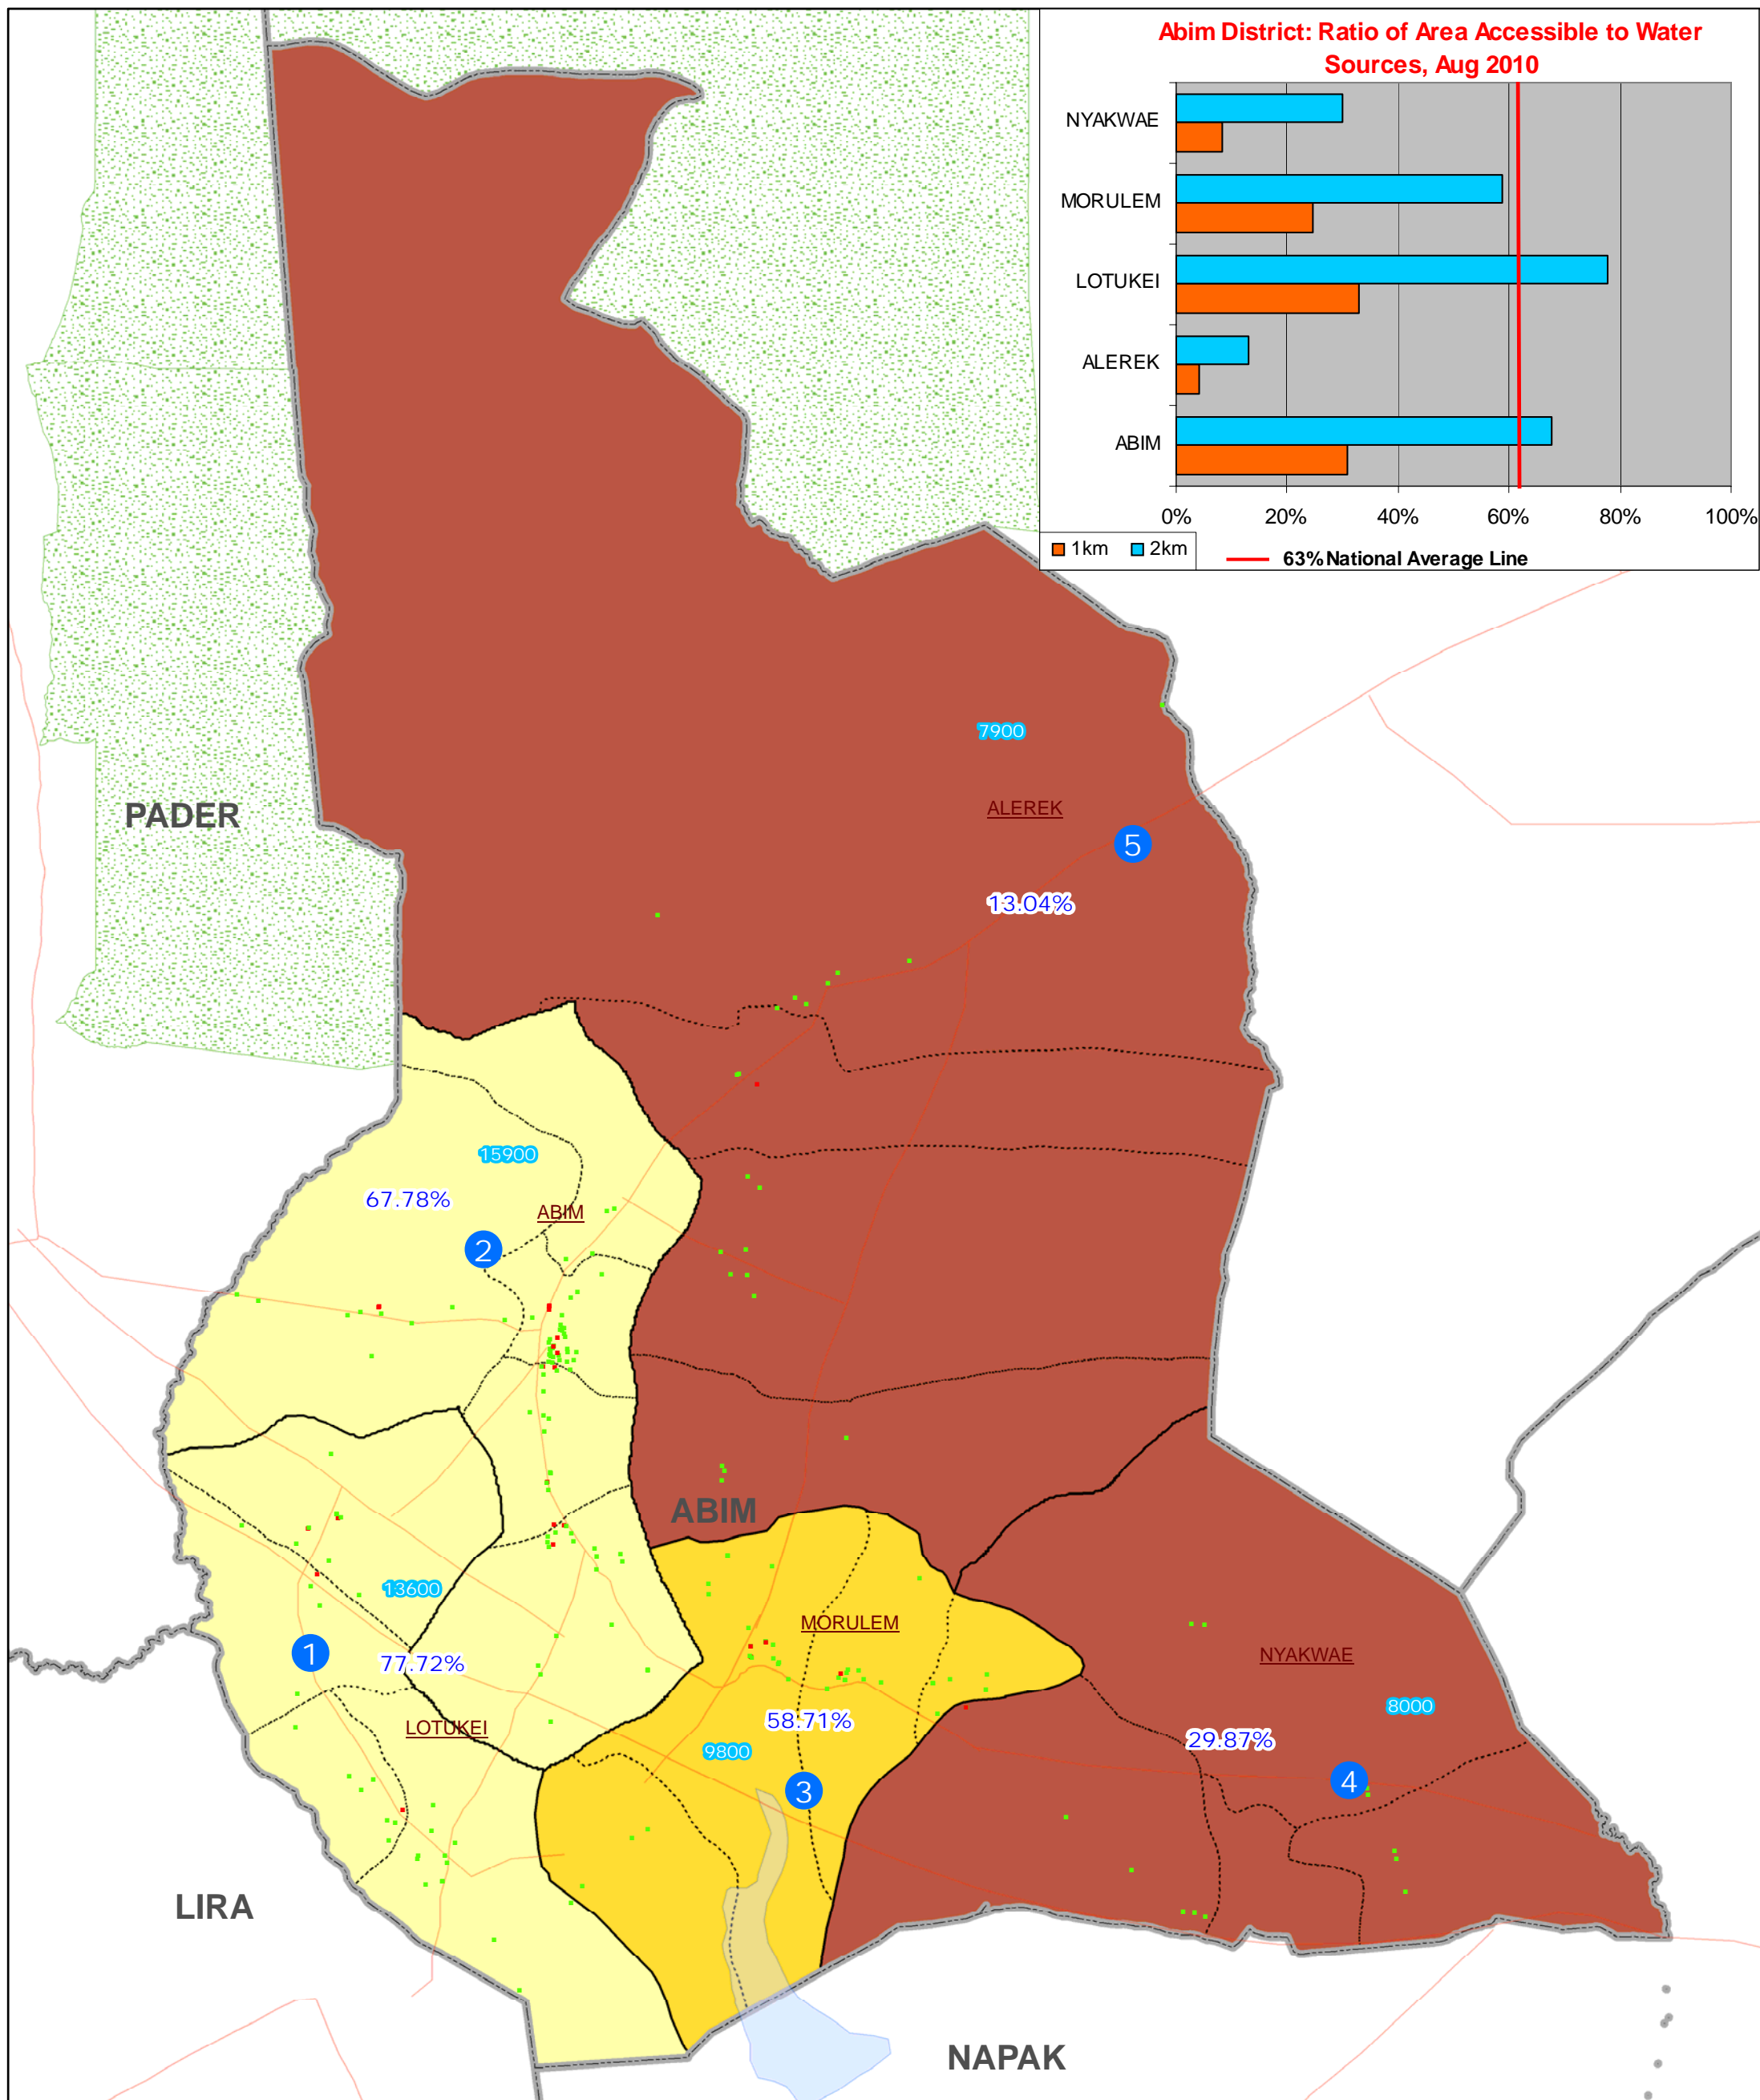 Abim District: Ratio of Area Accessible to Water
Sources, Aug 2010
NYAKWAE
MORULEM
LOTUKEI
ALEREK
ABIM
0% 20% 40% 60% 80% 100%
1km 2km 63%National Average Line
7900
PADER
ALEREK
5
13.04%
15900
67.78%
ABIM
2
ABIM
13600
MORULEM
1
77.72%
NYAKWAE
LOTUKEI
8000
58.71%
29.87%
9800
3
4
LIRA
NAPAK